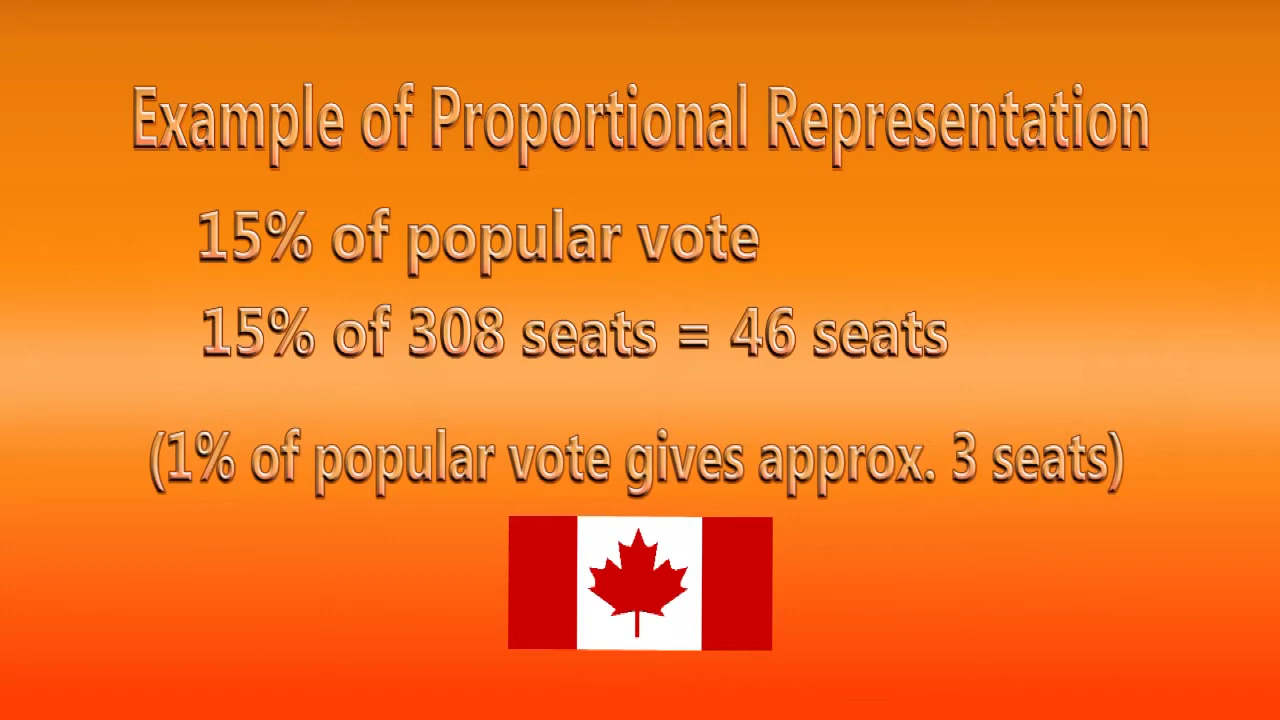 Example of Proportional Representation
15% of popular vote
15% of 308 seats = 46 seats
(1% of popular vote gives approx. 3 seats)